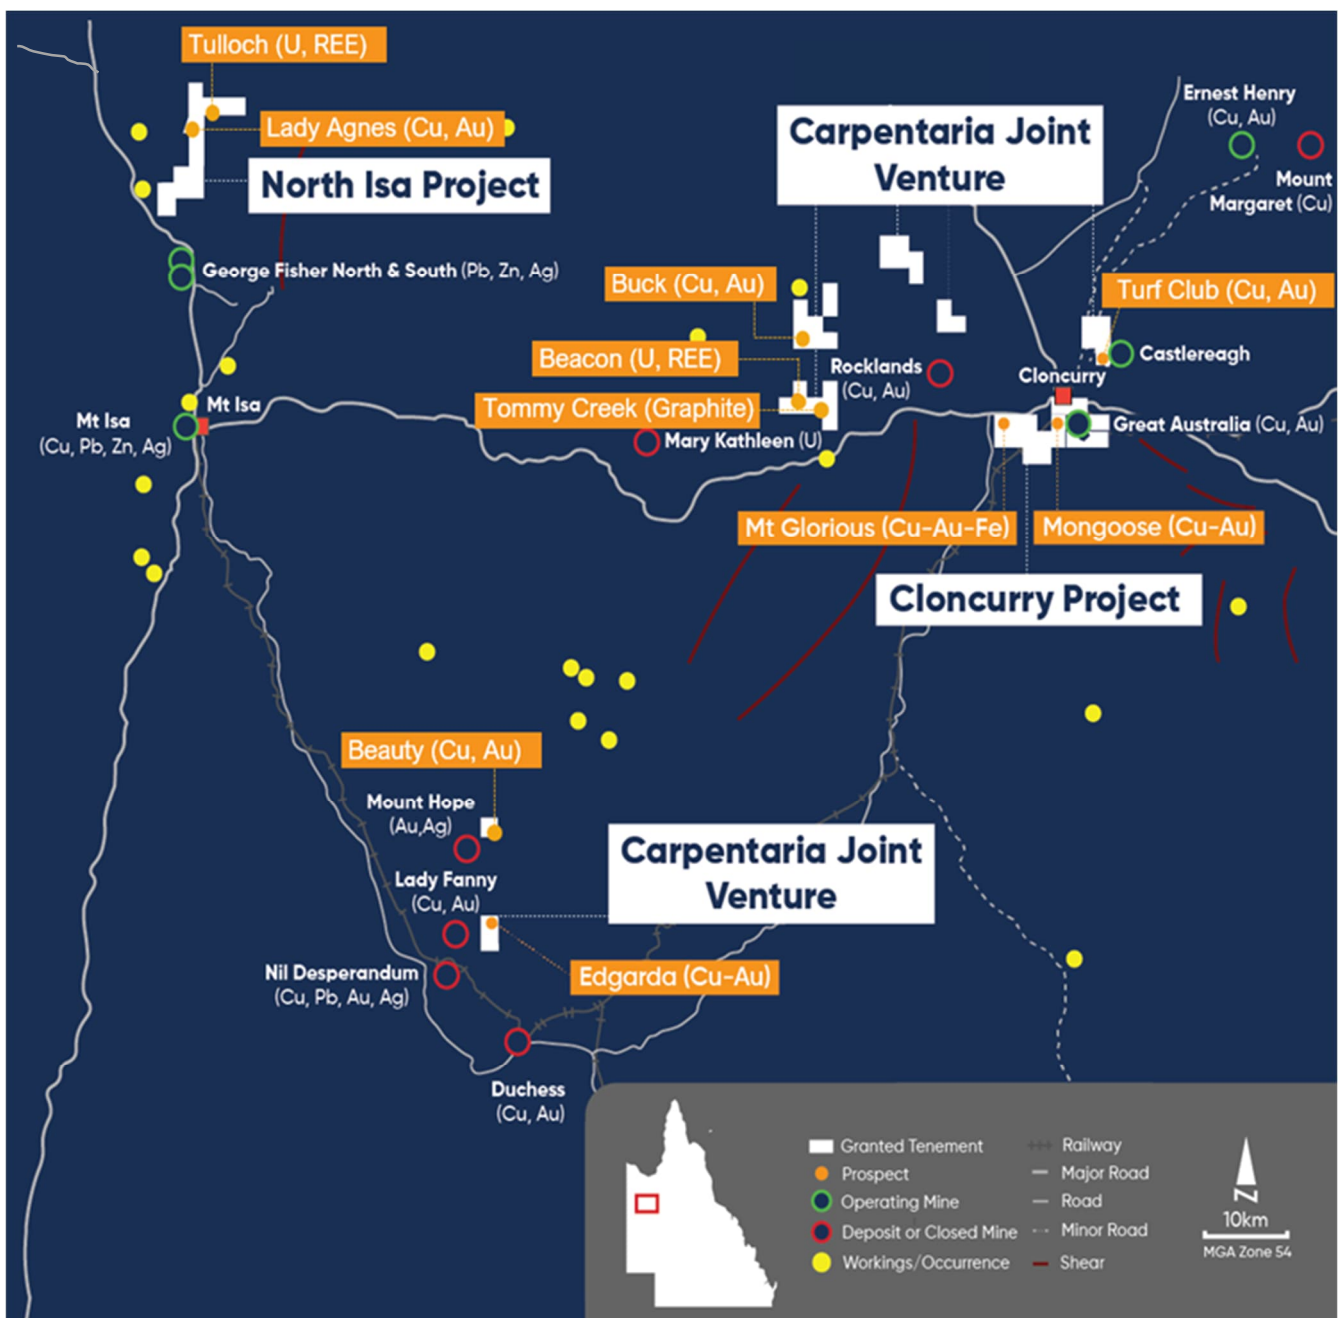 Tulloch (U, REE)
Lady Agnes (Cu, Au)
North Isa Project
George Fisher North & South (Pb, Zn, Ag)
Carpentaria Joint
Venture
Ernest Henry
(Cu, Au)
Mount
Margaret (Cu)
Buck (Cu, Au)
Turf Club (Cu, Au)
Beacon (U, REE)
Castlereagh
Rocklands
(Cu, Au)
Cloncurry
Tommy Creek (Graphite)
Mt Isa
Mt Isa
(Cu, Pb, Zn, Ag)
Mary Kathleen (U)
Great Australia (Cu, Au)
Mt Glorious (Cu-Au-Fe)
Mongoose (Cu-Au)
Cloncurry Project
Beauty (Cu, Au)
Mount Hope
(Au,Ag)
Carpentaria Joint
Venture
Lady Fanny
(Cu, Au)
Nil Desperandum
(Cu, Pb, Au, Ag)
Edgarda (Cu-Au)
Duchess
(Cu, Au)
Granted Tenement
Prospect
Operating Mine
Deposit or Closed Mine
Workings/Occurrence
Railway
Major Road
Road
Minor Road
Shear
N
10km
MGA Zone 54